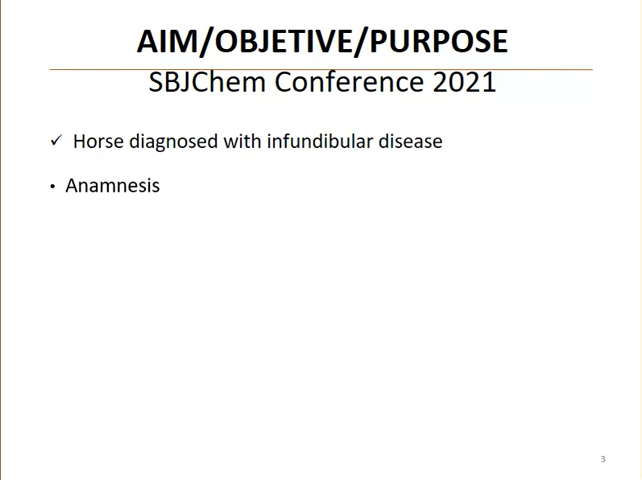 AIM/OBJETIVE/PURPOSE
SBJChem Conference 2021
✓ Horse diagnosed with infundibular disease
• Anamnesis
3